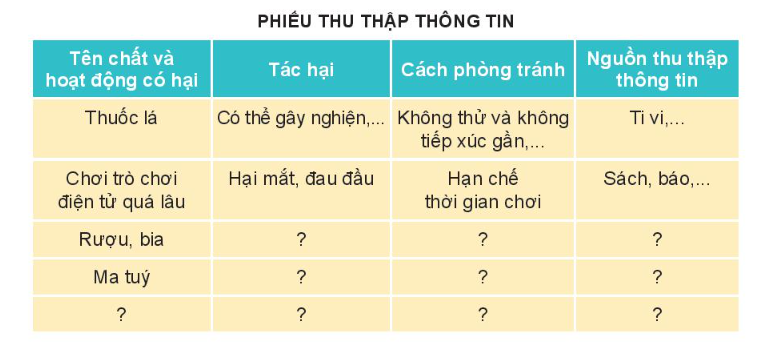 PHIẾU THU THẬP THÔNG TIN
Tên chất và hoạt động có hại
Tác hại
Cách phòng tránh
Nguồn thu thập thông tin
Thuốc lá
Có thể gây nghiện,...
Không thử và không tiếp xúc gần,...
Ti vi,...
Chơi trò chơi điện tử quá lâu
Hại mắt, đau đầu
Hạn chế thời gian chơi
Sách, báo,...
Rượu, bia
?
?
?
Ma tuý
?
?
?
?
?
?
?